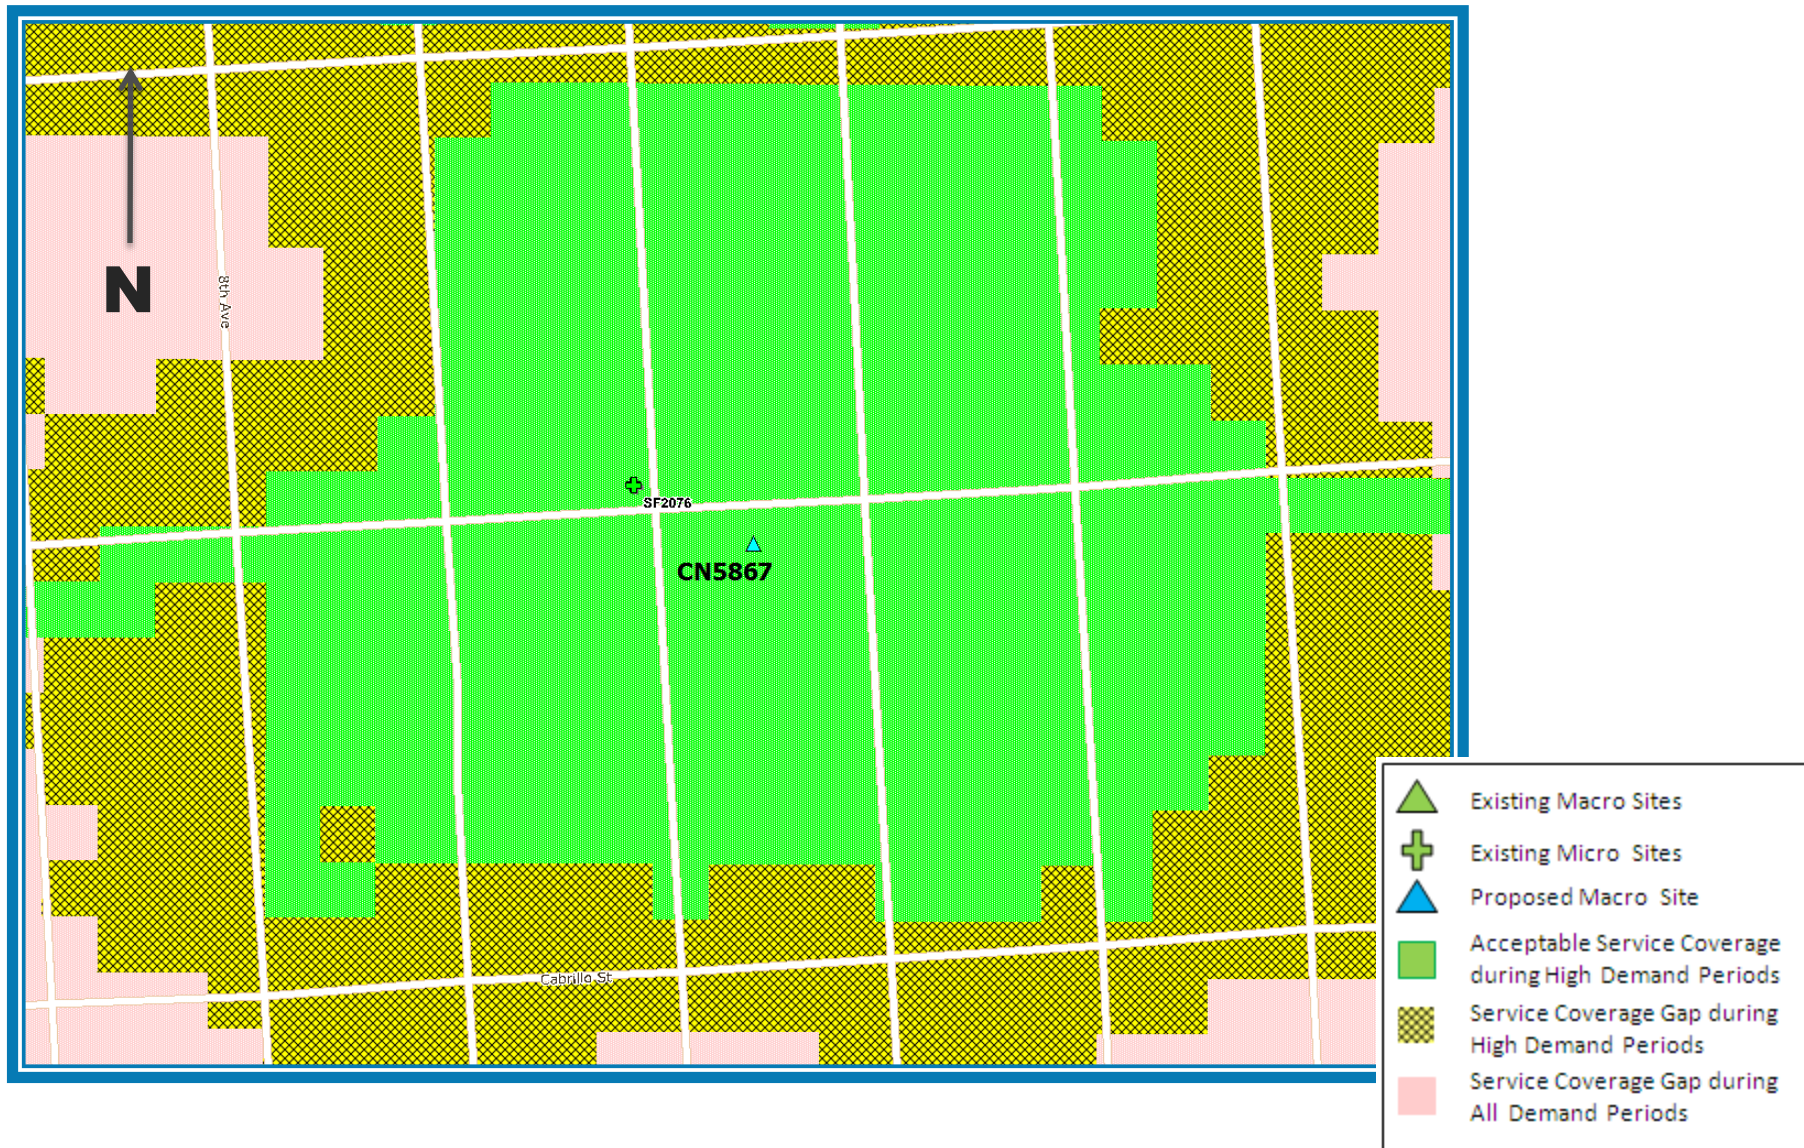 N
8th Ave
SF2076
CN5867
Cabrillo St
Existing Macro Sites
Existing Micro Sites
Proposed Macro Site
Acceptable Service Coverage
during High Demand Periods
Service Coverage Gap during
High Demand Periods
Service Coverage Gap during
All Demand Periods